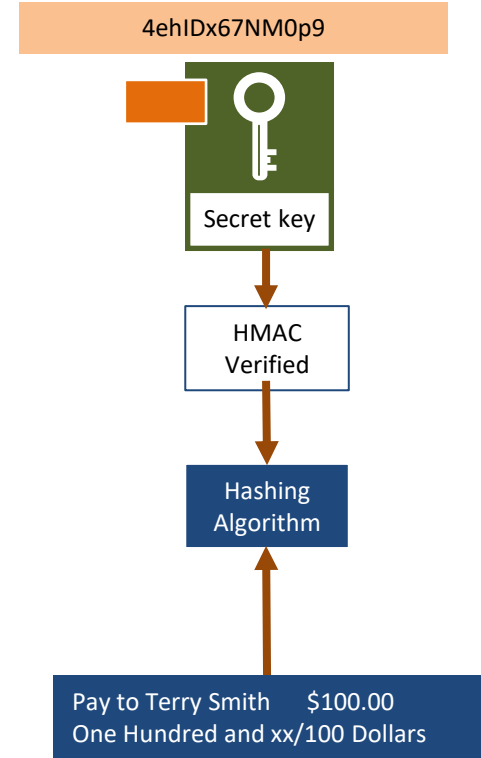 4ehIDx67NM0p9
Secret key
HMAC
Verified
Hashing
Algorithm
Pay to Terry Smith $100.00
One Hundred and xx/100 Dollars